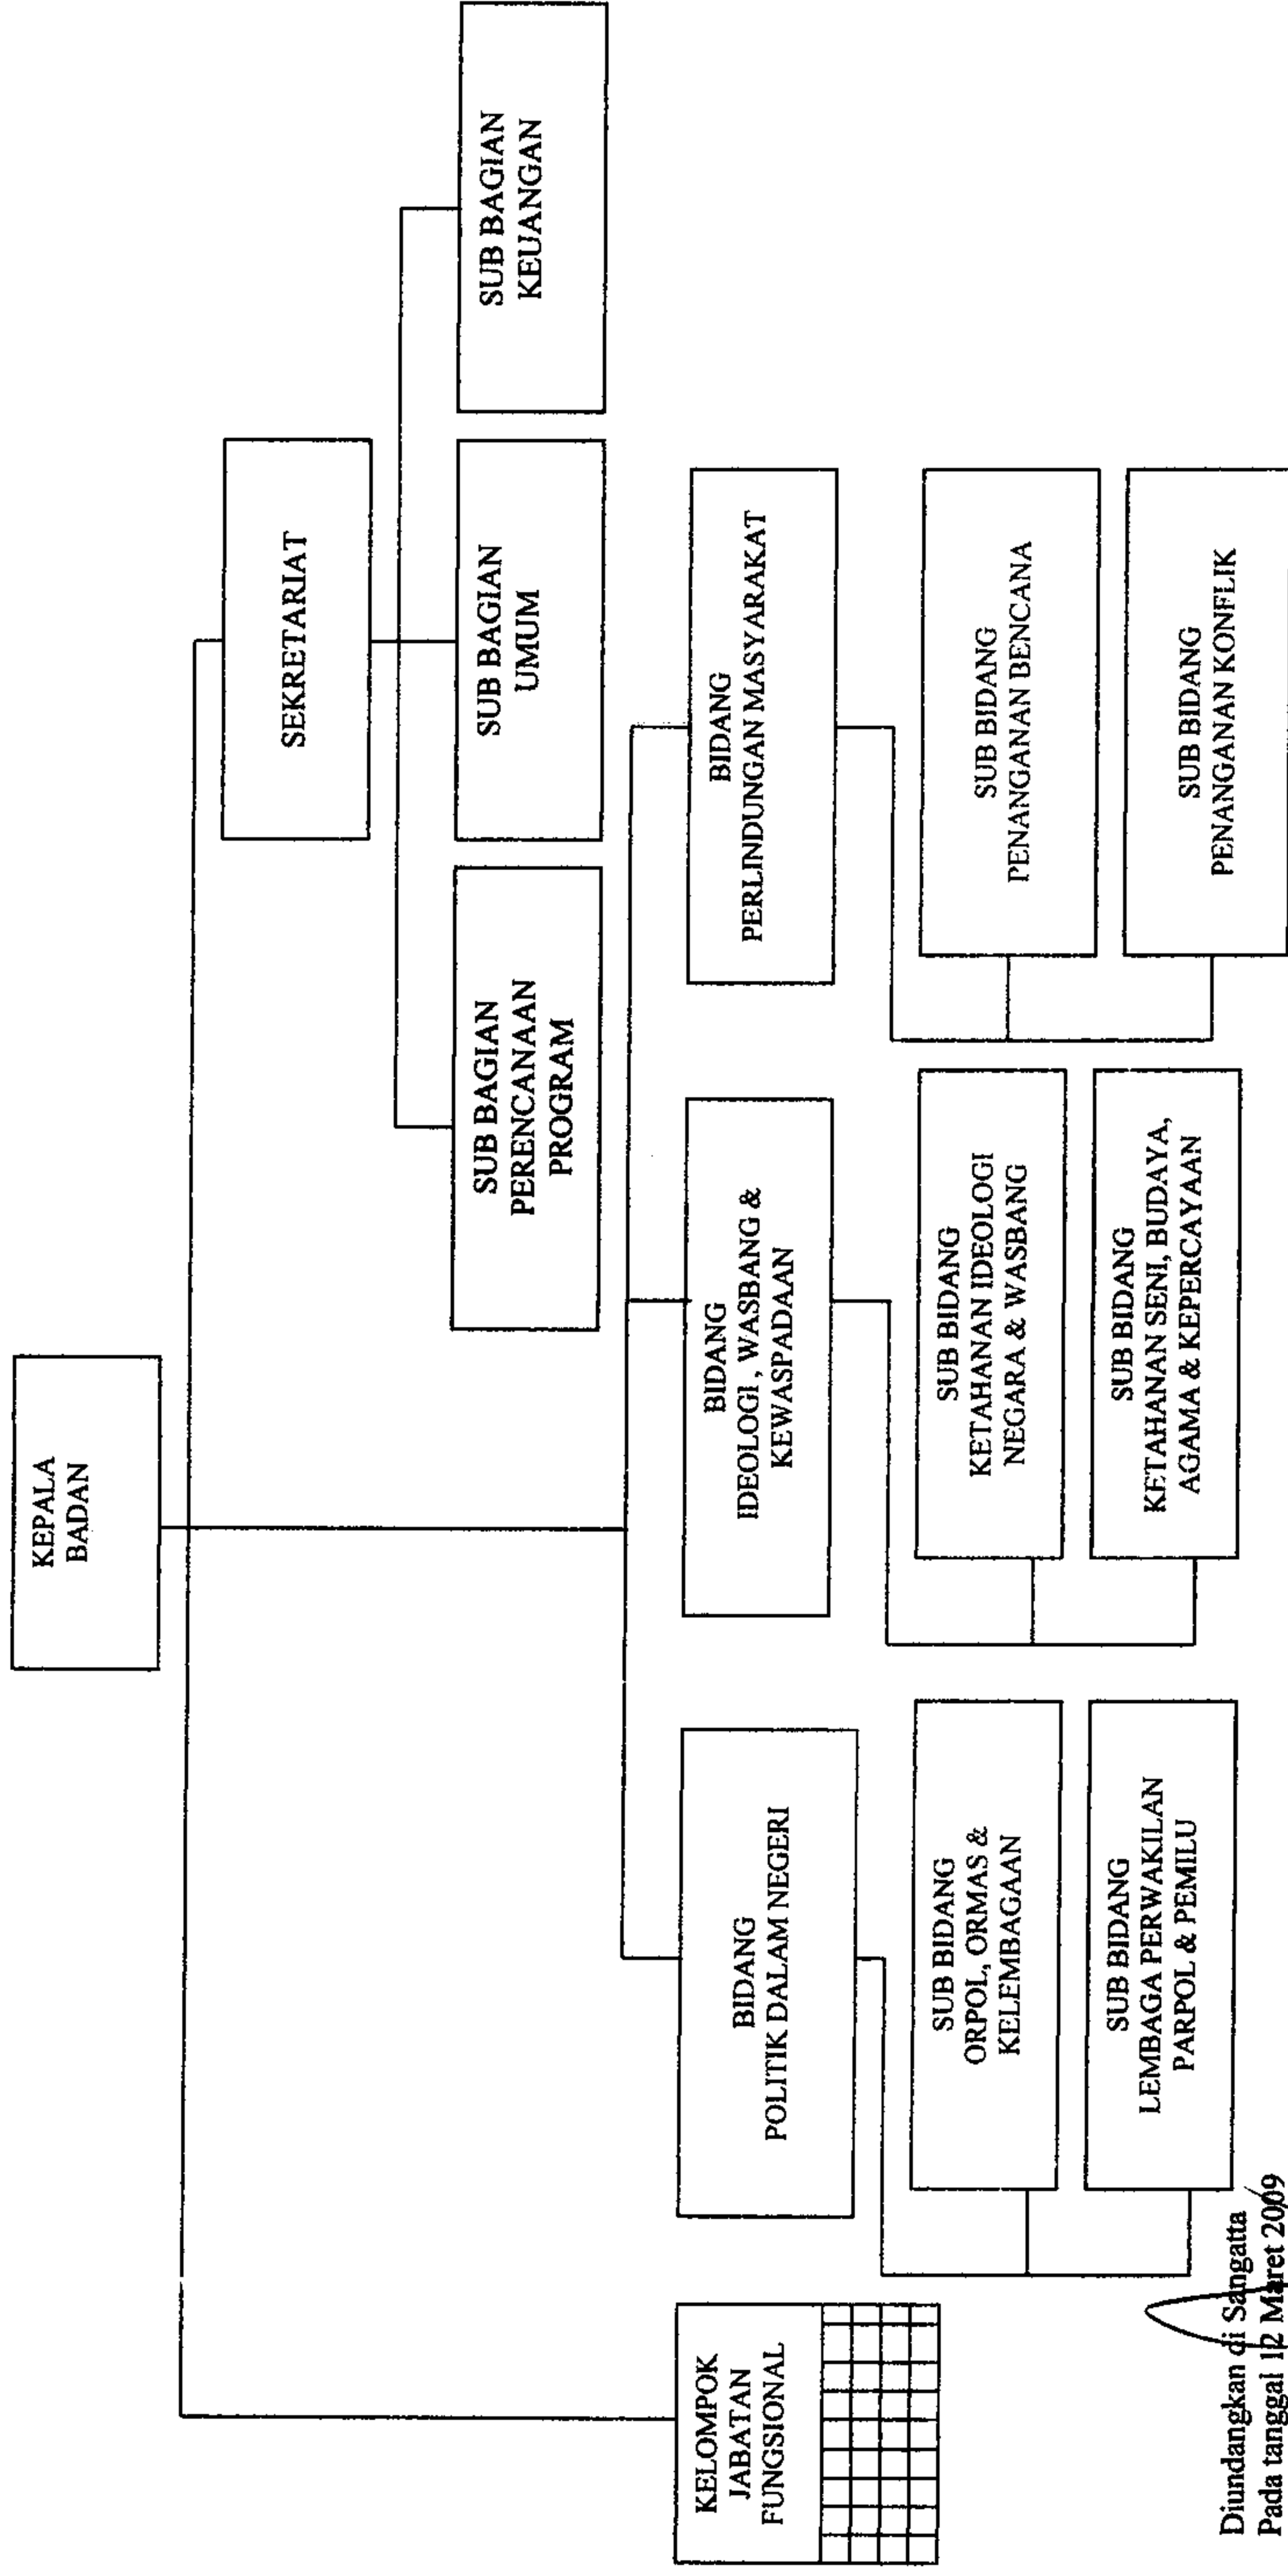 KEPALA
BADAN
SEKRETARIAT
SUB BAGIAN
PERENCANAAN
PROGRAM
SUB BAGIAN
UMUM
SUB BAGIAN
KEUANGAN
KELOMPOK
JABATAN
FUNGSIONAL
BIDANG
POLITIK DALAM NEGERI
BIDANG
IDEOLOGI , WASBANG &
KEWASPADAAN
BIDANG
PERLINDUNGAN MASYARAKAT
SUB BIDANG
ORPOL, ORMAS &
KELEMBAGAAN
SUB BIDANG
LEMBAGA PERWAKILAN
PARPOL & PEMILU
SUB BIDANG
KETAHANAN IDEOLOGI
NEGARA & WASBANG
SUB BIDANG
KETAHANAN SENI, BUDAYA,
AGAMA & KEPERCAYAAN
SUB BIDANG
PENANGANAN BENCANA
SUB BIDANG
PENANGANAN KONFLIK
Diundangkan di Sangatta
Pada tanggal 12 Maret 2009